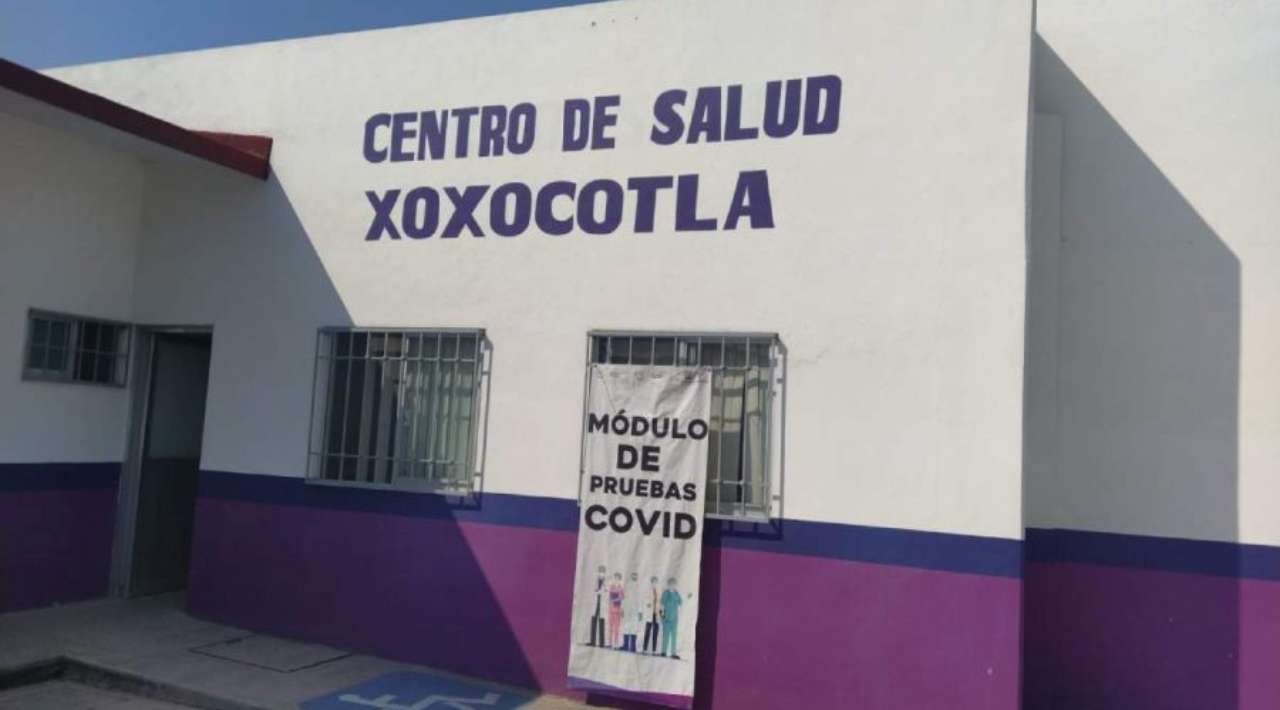 CENTRO DE SALUD
XOXOCOTLA
MÓDULO
DE
PRUEBAS
COVID